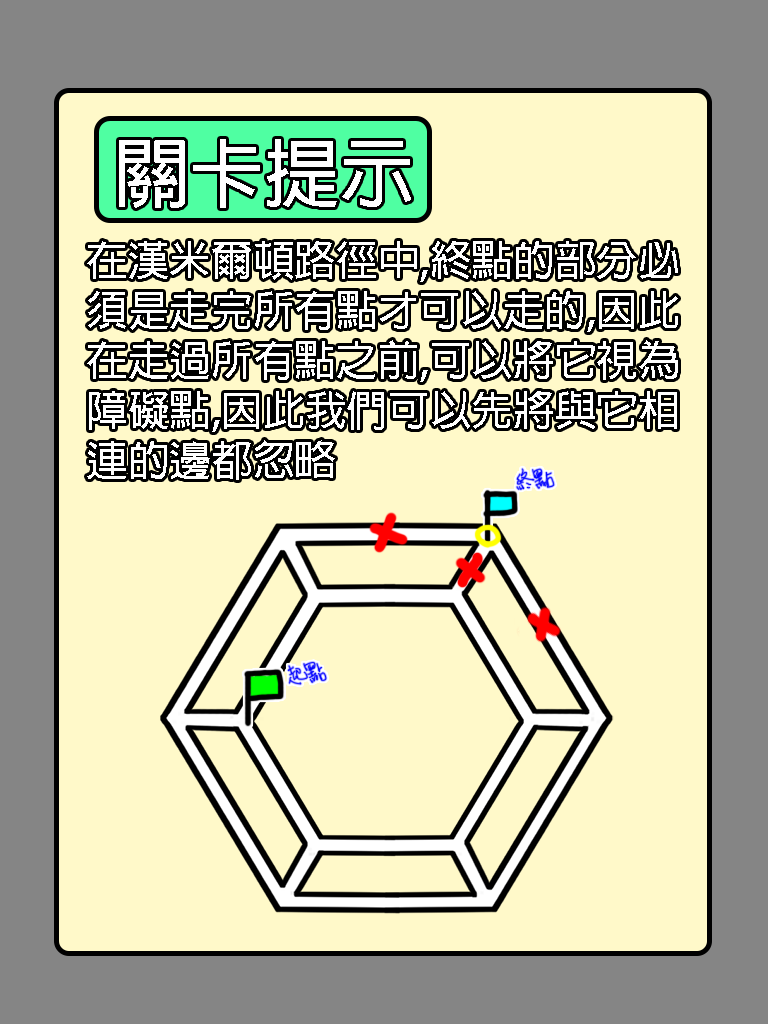 關卡提示
在漢米爾頓路徑中,終點的部分必
須是走完所有點才可以走的,因此
在走過所有點之前,可以將它視為
障礙點,因此我們可以先將與它相
連的邊都忽略
終點
起點